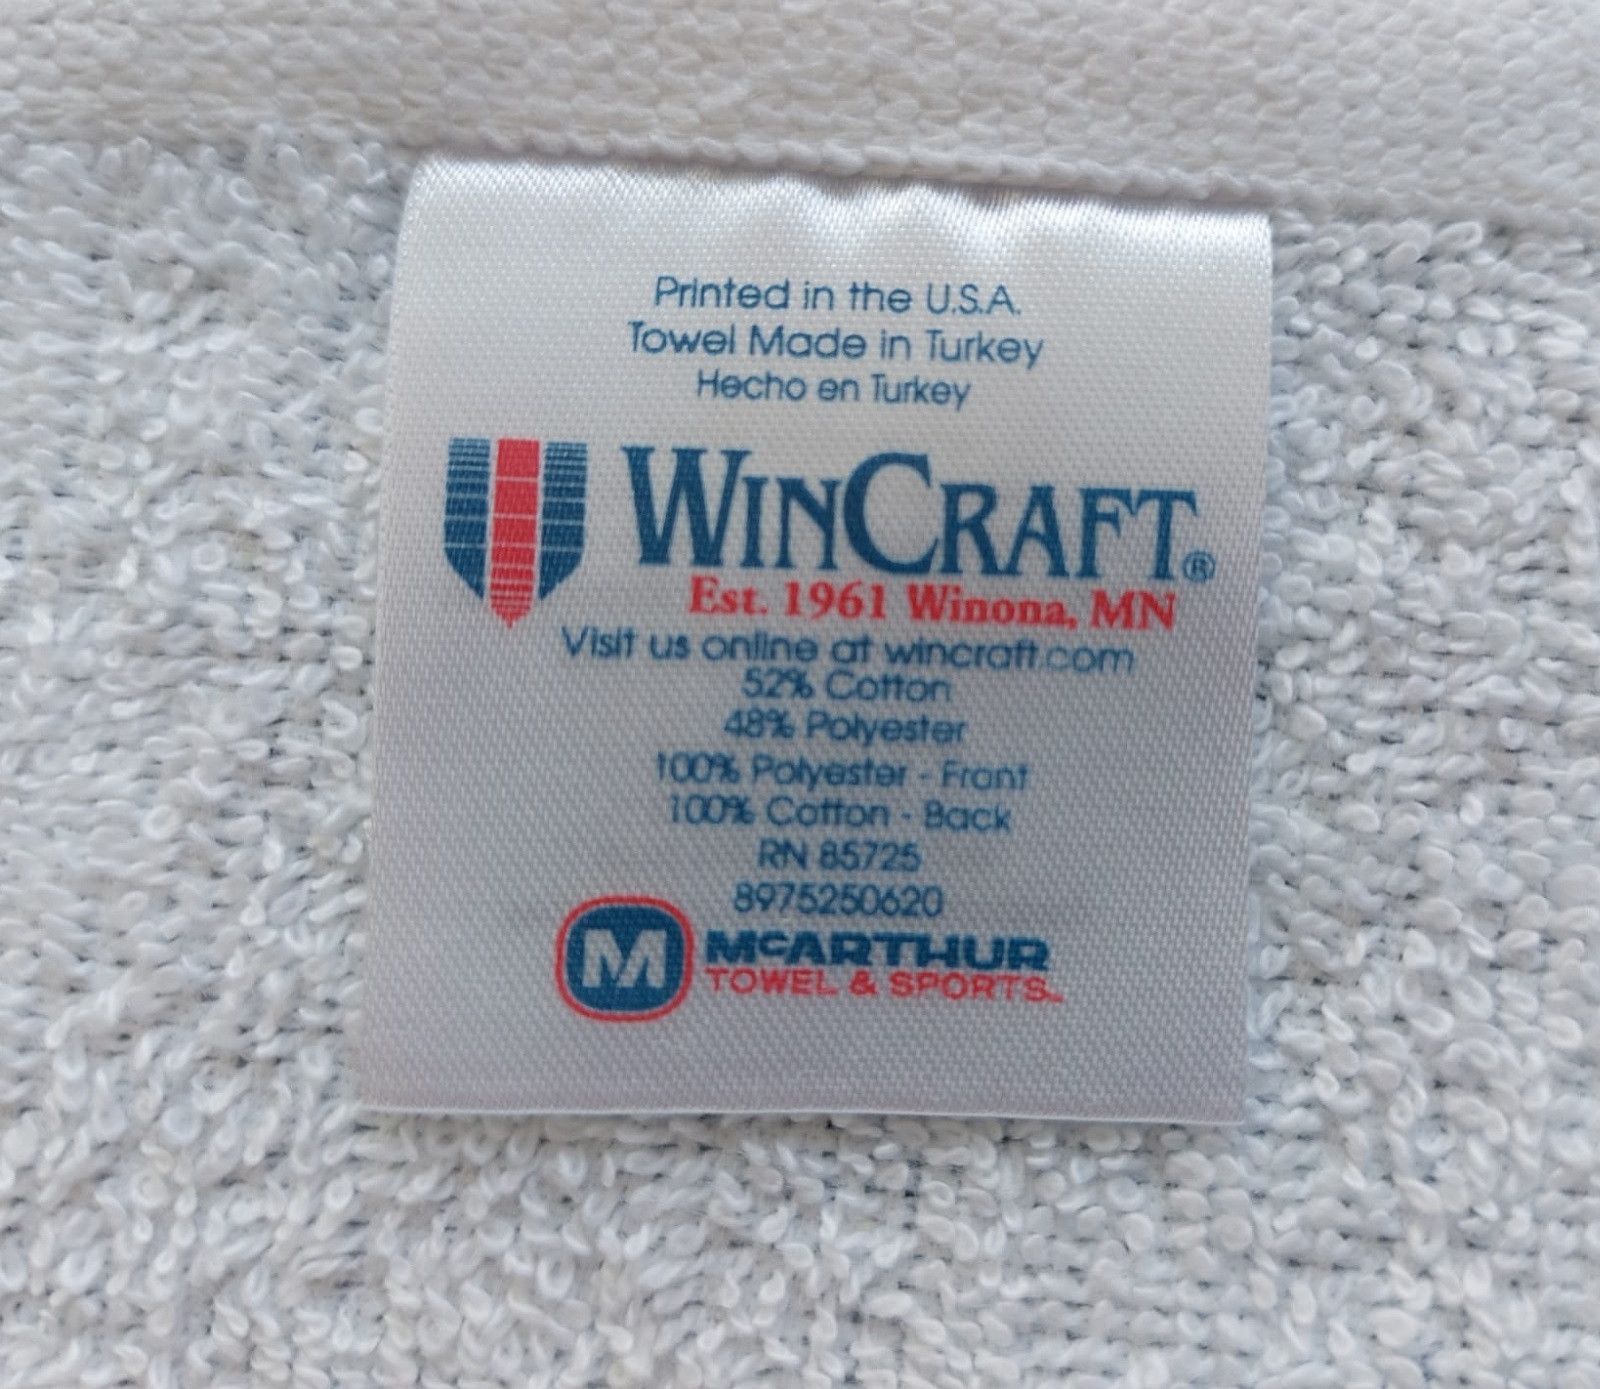 Printed in the U.S.A.
Towel Made in Turkey
Hecho en Turkey
WINCRAFT®
Est. 1961 Winona, MN
Visit us online at wincraft.com
52% Cotton
48% Polyester
100% Polyester - Front
100% Cotton - Back
RN 85725
8975250620
M
MCARTHUR
TOWEL & SPORTS™